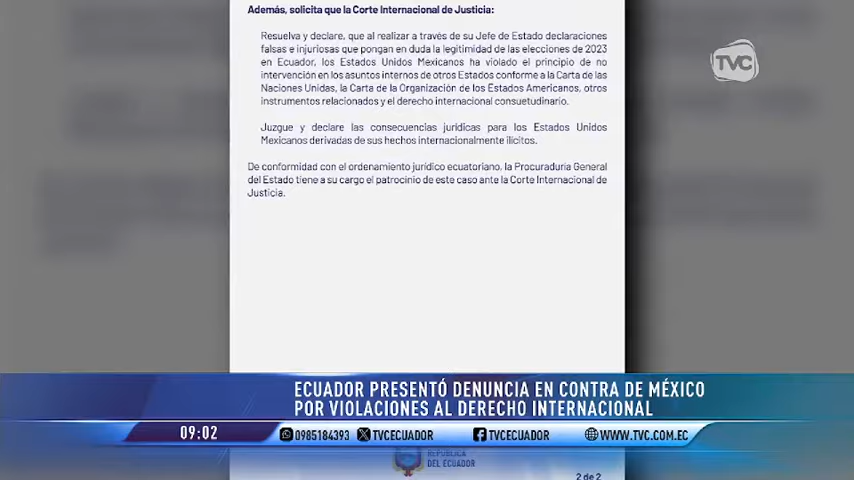 Además, solicita que la Corte Internacional de Justicia:
Resuelva y declare, que al realizar a través de su Jefe de Estado declaraciones
falsas e injuriosas que pongan en duda la legitimidad de las elecciones de 2023
en Ecuador, los Estados Unidos Mexicanos ha violado el principio de no
intervención en los asuntos internos de otros Estados conforme a la Carta de las
Naciones Unidas, la Carta de la Organización de los Estados Americanos, otros
instrumentos relacionados y el derecho internacional consuetudinario.
Juzgue y declare las consecuencias jurídicas para los Estados Unidos
Mexicanos derivadas de sus hechos internacionalmente ilícitos.
De conformidad con el ordenamiento jurídico ecuatoriano, la Procuraduría General
del Estado tiene a su cargo el patrocinio de este caso ante la Corte Internacional de
Justicia.
TVC
ECUADOR PRESENTÓ DENUNCIA EN CONTRA DE MÉXICO
POR VIOLACIONES AL DERECHO INTERNACIONAL
09:02
0985184393 TVCECUADOR TVCECUADOR WWW.TVC.COM.EC
REPÚBLICA
DEL ECUADOR
2 de 2